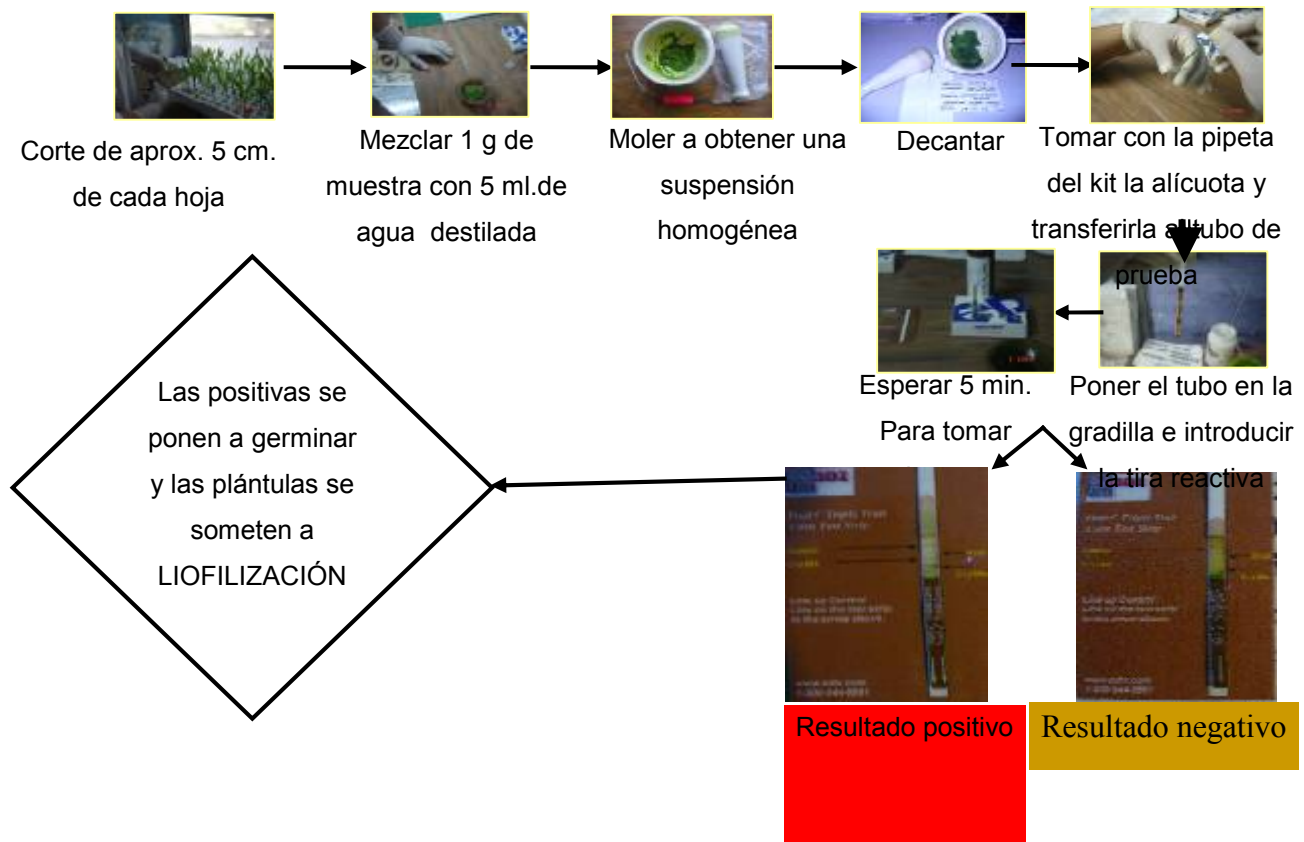 Corte de aprox. 5 cm.
de cada hoja
Mezclar 1 g de
muestra con 5 ml.de
agua destilada
Moler a obtener una
suspensión
homogénea
Decantar
Tomar con la pipeta
del kit la alícuota y
transferirla al tubo de
prueba
Poner el tubo en la
gradilla e introducir
la tira reactiva
Esperar 5 min.
Para tomar
Resultado positivo
Resultado negativo
Las positivas se
ponen a germinar
y las plántulas se
someten a
LIOFILIZACIÓN